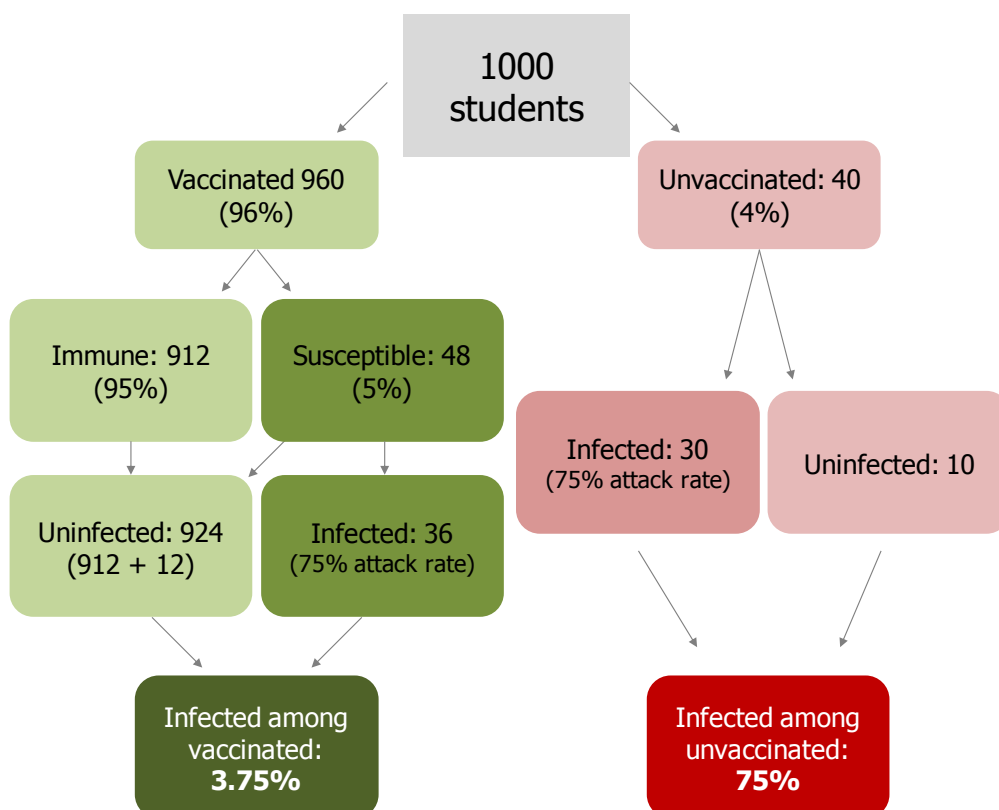 1000
students
Vaccinated 960
(96%)
Unvaccinated: 40
(4%)
Immune: 912
(95%)
Susceptible: 48
(5%)
Infected: 30
(75% attack rate)
Uninfected: 10
Uninfected: 924
(912 + 12)
Infected: 36
(75% attack rate)
Infected among
vaccinated:
3.75%
Infected among
unvaccinated:
75%